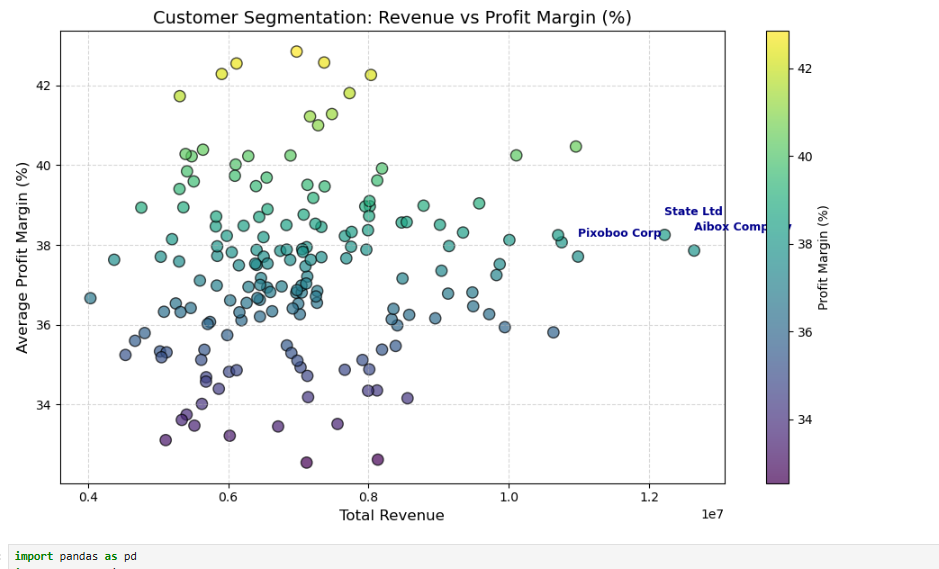 Customer Segmentation: Revenue vs Profit Margin (%)
42
40
38
36
34
Average Profit Margin (%)
State Ltd
Aibox Comp
Pixoboo Corp
0.4
0.6
0.8
1.0
1.2
1e7
Total Revenue
42
40
38
36
34
Profit Margin (%)
import pandas as pd